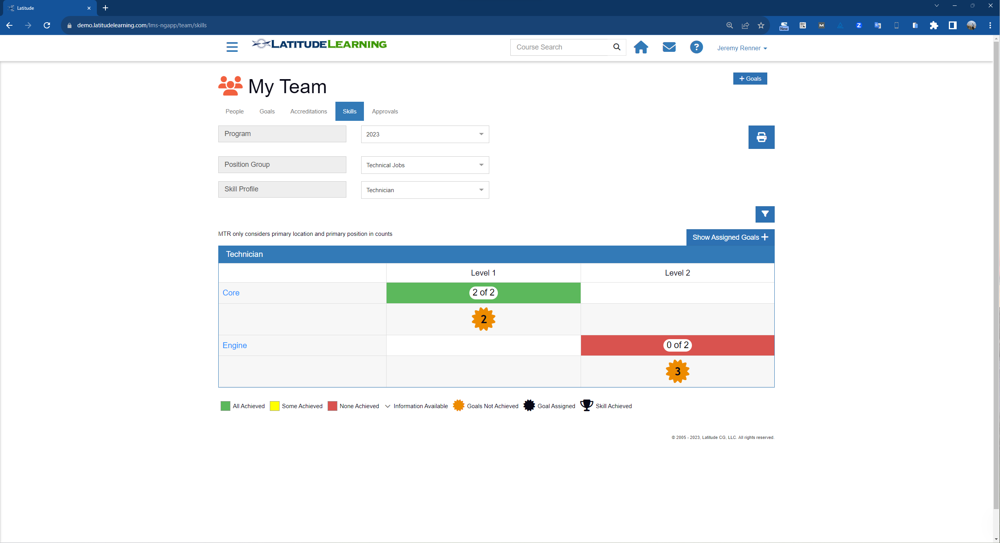 Latitude
demo.latitudelearning.com/lms-ngapp/team/skills
New
LATITUDELEARNING
Course Search
Jeremy Renner
My Team
+ Goals
People Goals Accreditations Skills Approvals
Program 2023
Position Group Technical Jobs
Skill Profile Technician
MTR only considers primary location and primary position in counts
Show Assigned Goals +
Technician
Level 1 Level 2
Core 2 of 2
2
Engine 0 of 2
3
All Achieved Some Achieved None Achieved Information Available Goals Not Achieved Goal Assigned Skill Achieved
© 2005 - 2023, Latitude CG, LLC. All rights reserved.